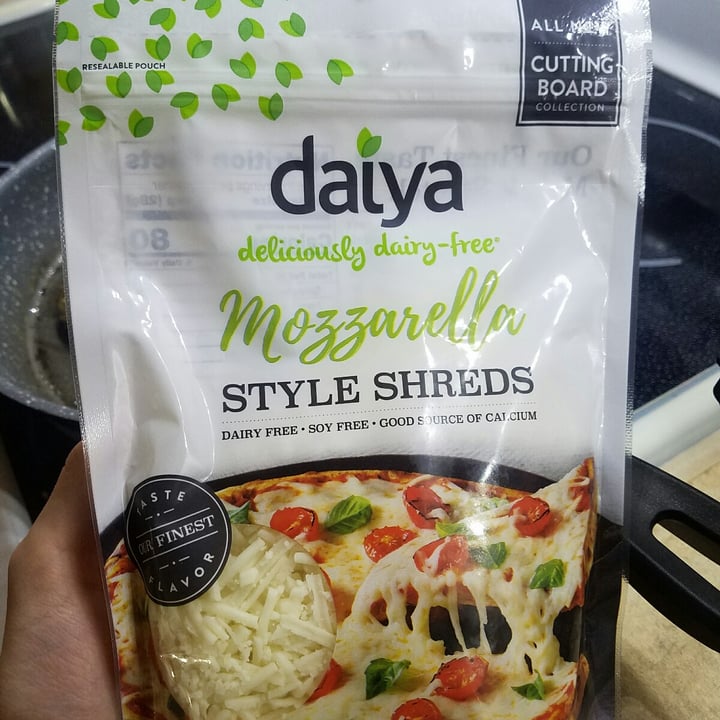 RESEALABLE POUCH
ALL
CUTTING
BOARD
COLLECTION
daiya
deliciously dairy-free
Mozzarella
STYLE SHREDS
DAIRY FREE • SOY FREE • GOOD SOURCE OF CALCIUM
TASTE
OUR FINEST
FLAVOR
80